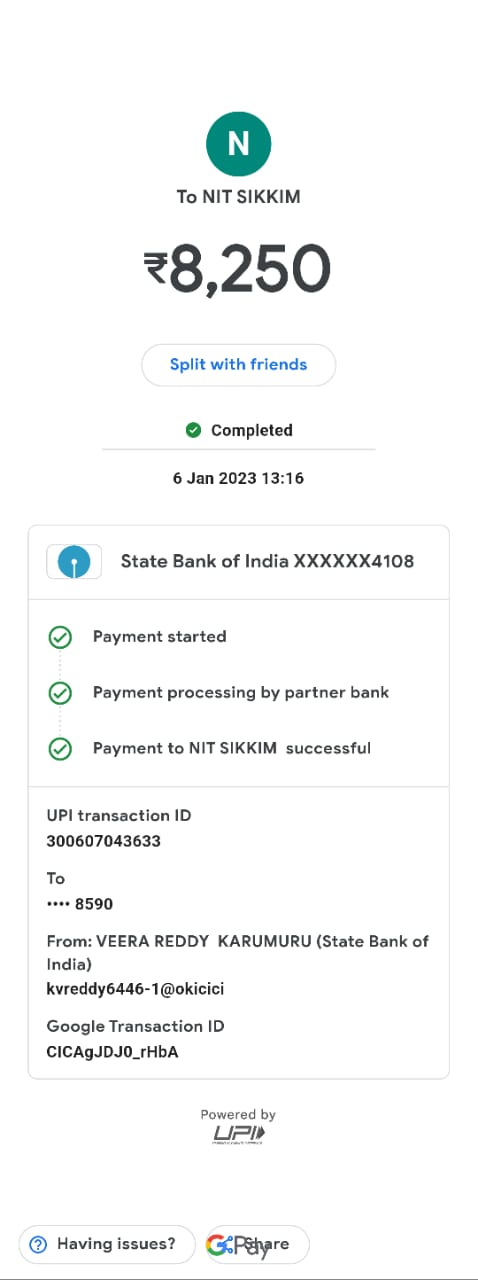 N
To NIT SIKKIM
₹8,250
Split with friends
Completed
6 Jan 2023 13:16
State Bank of India XXXXXX4108
Payment started
Payment processing by partner bank
Payment to NIT SIKKIM successful
UPI transaction ID
300607043633
To
•••• 8590
From: VEERA REDDY KARUMURU (State Bank of
India)
kvreddy6446-1@okicici
Google Transaction ID
CICAgJDJ0_rHbA
Powered by
UPI
Having issues?
G Pay
Share